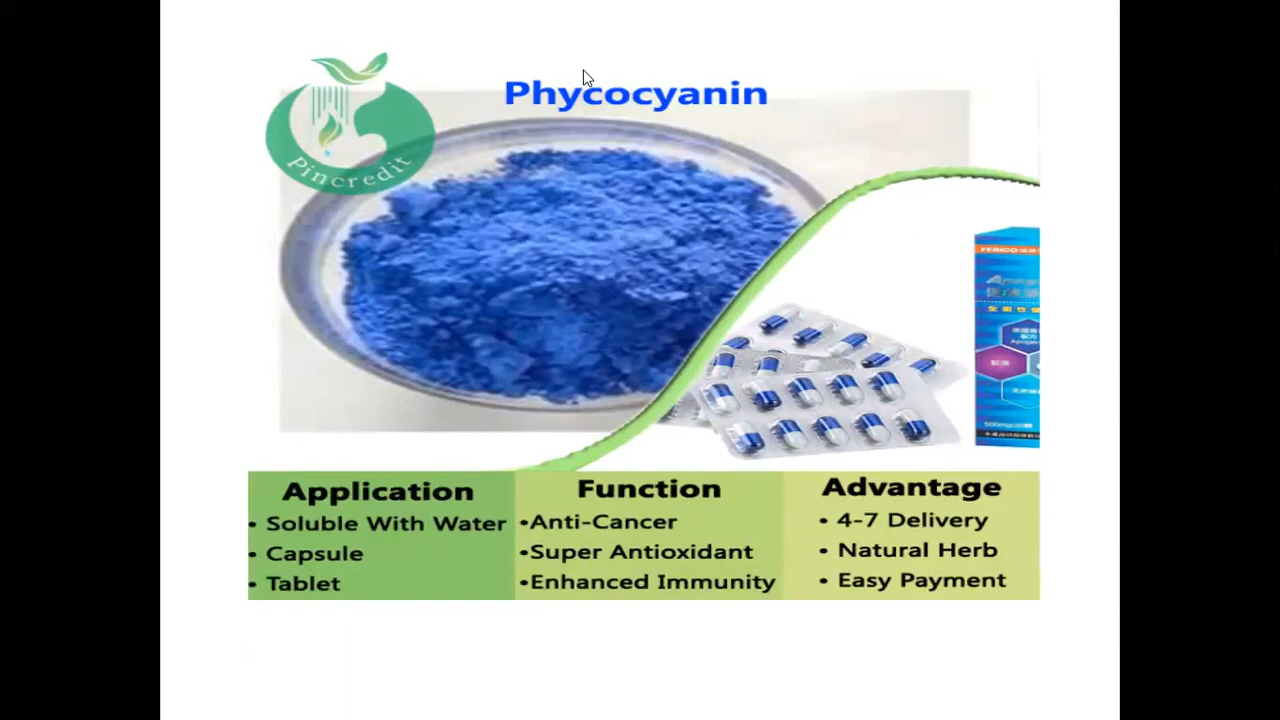 Phycocyanin
Pincredit
Application
• Soluble With Water
• Capsule
• Tablet
Function
•Anti-Cancer
•Super Antioxidant
•Enhanced Immunity
Advantage
• 4-7 Delivery
• Natural Herb
• Easy Payment